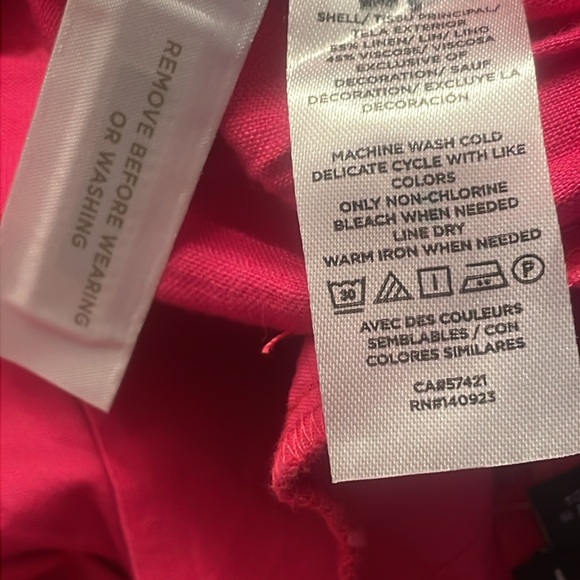 REMOVE BEFORE WEARING
OR WASHING
SHELL/ TISSU PRINCIPAL/
TELA EXTERIOR
55% LINEN/ LIN/ LINO
45% VISCOSE/ VISCOSA
EXCLUSIVE OF
DECORATION/ SAUF
DÉCORATION/ EXCLUYE LA
DECORACIÓN
MACHINE WASH COLD
DELICATE CYCLE WITH LIKE
COLORS
ONLY NON-CHLORINE
BLEACH WHEN NEEDED
LINE DRY
WARM IRON WHEN NEEDED
30 P
AVEC DES COULEURS
SEMBLABLES / CON
COLORES SIMILARES
CA#57421
RN#140923